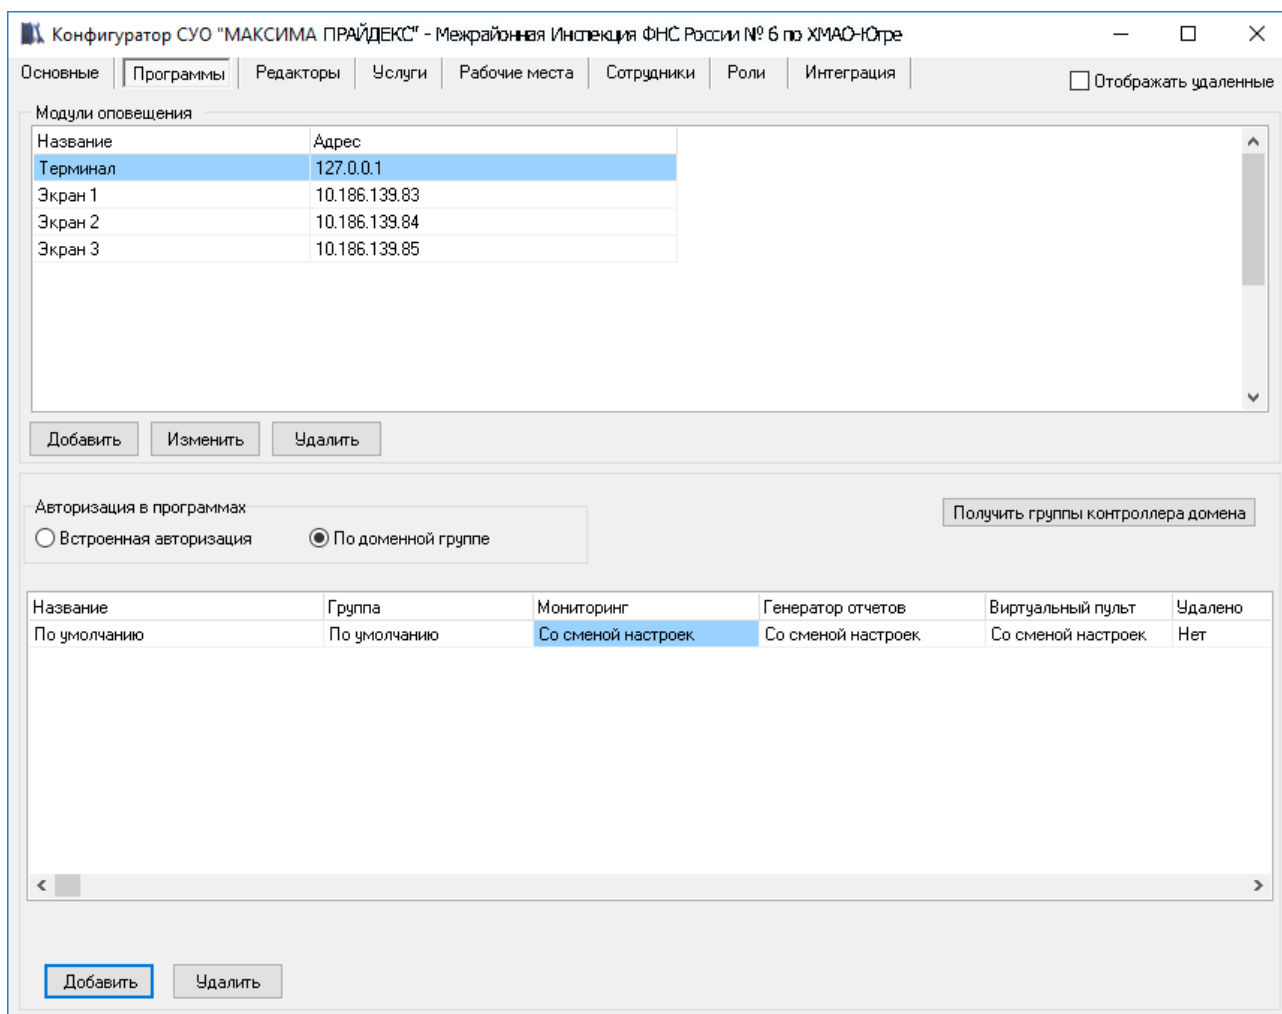 Конфигуратор СУО "МАКСИМА ПРАЙДЕКС" - Межрайонная Инспекция ФНС России № 6 по ХМАО-Югре
Основные Программы Редакторы Услуги Рабочие места Сотрудники Роли Интеграция Отображать удаленные
Модули оповещения
Название Адрес
Терминал 127.0.0.1
Экран 1 10.186.139.83
Экран 2 10.186.139.84
Экран 3 10.186.139.85
Добавить Изменить Удалить
Авторизация в программах
Получить группы контроллера домена
Встроенная авторизация По доменной группе
Название Группа Мониторинг Генератор отчетов Виртуальный пульт Удалено
По умолчанию По умолчанию Со сменой настроек Со сменой настроек Со сменой настроек Нет
Добавить Удалить